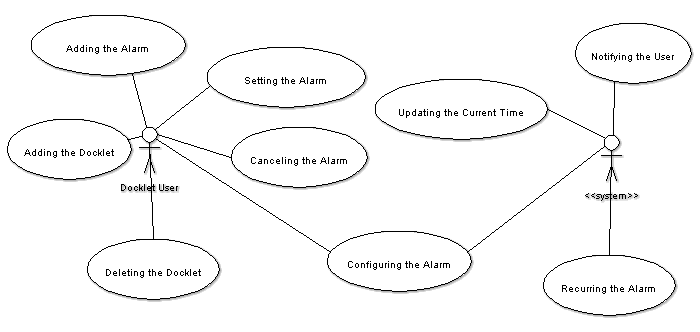 Adding the Alarm
Notifying the User
Setting the Alarm
Updating the Current Time
Adding the Docklet
Canceling the Alarm
Docklet User
<<system>>
Deleting the Docklet
Configuring the Alarm
Recurring the Alarm